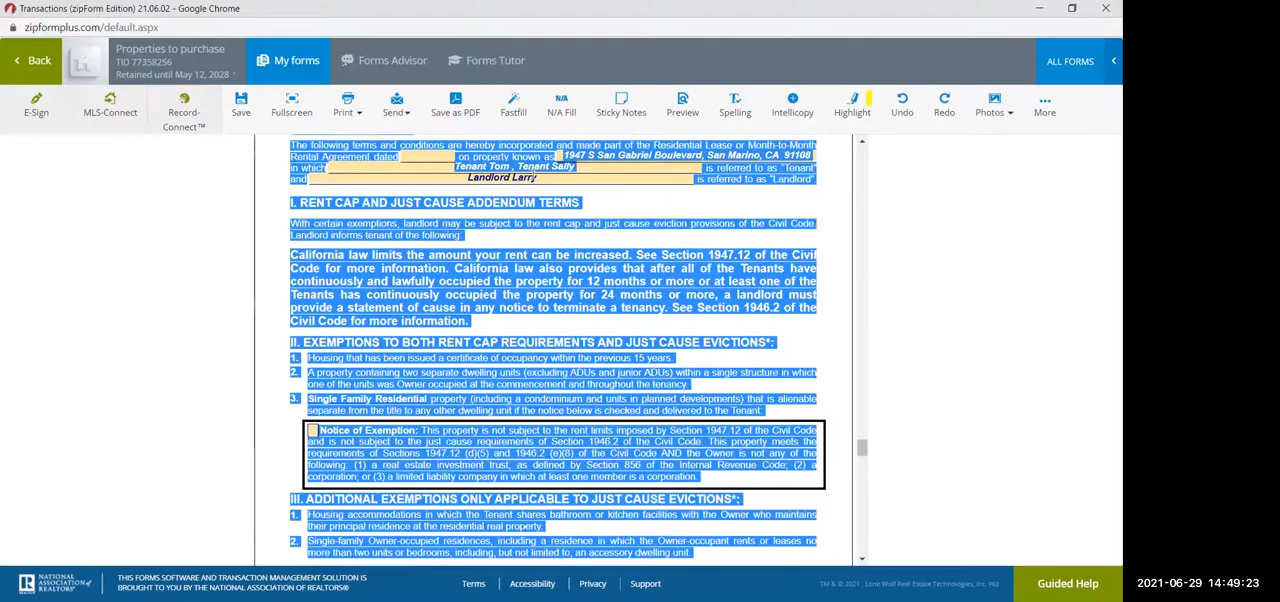 Transactions (zipForm Edition) 21.06.02 - Google Chrome
zipformplus.com/default.aspx
Back
Properties to purchase
TID 77358256
Retained until May 12, 2028
My forms
Forms Advisor
Forms Tutor
ALL FORMS
E-Sign
MLS-Connect
Record-Connect™
Save
Fullscreen
Print
Send
Save as PDF
Fastfill
N/A
N/A Fill
Sticky Notes
Preview
Spelling
Intellicopy
Highlight
Undo
Redo
Photos
More
The following terms and conditions are hereby incorporated and made part of the Residential Lease or Month-to-Month
Rental Agreement dated on property known as 1947 S San Gabriel Boulevard, San Marino, CA 91108
in which Tenant Tom , Tenant Sally is referred to as "Tenant"
and Landlord Larry is referred to as "Landlord".
I. RENT CAP AND JUST CAUSE ADDENDUM TERMS
With certain exemptions, landlord may be subject to the rent cap and just cause eviction provisions of the Civil Code.
Landlord informs tenant of the following:
California law limits the amount your rent can be increased. See Section 1947.12 of the Civil
Code for more information. California law also provides that after all of the Tenants have
continuously and lawfully occupied the property for 12 months or more or at least one of the
Tenants has continuously occupied the property for 24 months or more, a landlord must
provide a statement of cause in any notice to terminate a tenancy. See Section 1946.2 of the
Civil Code for more information.
II. EXEMPTIONS TO BOTH RENT CAP REQUIREMENTS AND JUST CAUSE EVICTIONS*:
1. Housing that has been issued a certificate of occupancy within the previous 15 years.
2. A property containing two separate dwelling units (excluding ADUs and junior ADUs) within a single structure in which
one of the units was Owner occupied at the commencement and throughout the tenancy.
3. Single Family Residential property (including a condominium and units in planned developments) that is alienable
separate from the title to any other dwelling unit if the notice below is checked and delivered to the Tenant:
Notice of Exemption: This property is not subject to the rent limits imposed by Section 1947.12 of the Civil Code
and is not subject to the just cause requirements of Section 1946.2 of the Civil Code. This property meets the
requirements of Sections 1947.12 (d)(5) and 1946.2 (e)(8) of the Civil Code AND the Owner is not any of the
following: (1) a real estate investment trust, as defined by Section 856 of the Internal Revenue Code; (2) a
corporation; or (3) a limited liability company in which at least one member is a corporation.
III. ADDITIONAL EXEMPTIONS ONLY APPLICABLE TO JUST CAUSE EVICTIONS*:
1. Housing accommodations in which the Tenant shares bathroom or kitchen facilities with the Owner who maintains
their principal residence at the residential real property.
2. Single-family Owner-occupied residences, including a residence in which the Owner-occupant rents or leases no
more than two units or bedrooms, including, but not limited to, an accessory dwelling unit.
NATIONAL
ASSOCIATION of
REALTORS®
THIS FORMS SOFTWARE AND TRANSACTION MANAGEMENT SOLUTION IS
BROUGHT TO YOU BY THE NATIONAL ASSOCIATION OF REALTORS®
Terms
Accessibility
Privacy
Support
TM & © 2021, Lone Wolf Real Estate Technologies, Inc.
Guided Help
2021-06-29 14:49:23